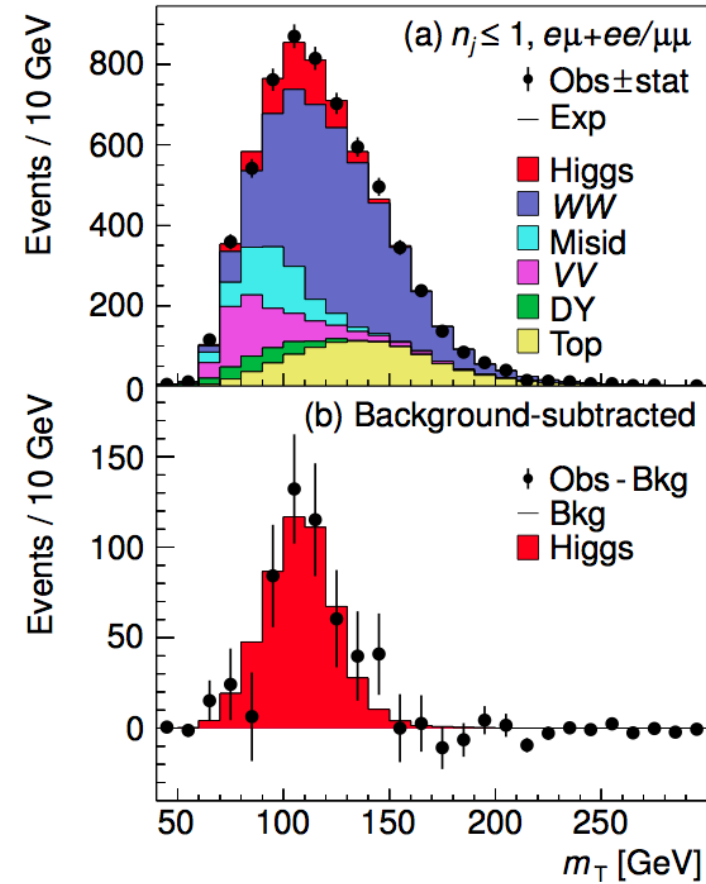 (a) nj ≤ 1, eμ+ee/μμ
Obs±stat
Exp
Higgs
WW
Misid
VV
DY
Top
Events / 10 GeV
800
600
400
200
0
(b) Background-subtracted
Obs - Bkg
Bkg
Higgs
Events / 10 GeV
150
100
50
0
50 100 150 200 250
mT [GeV]